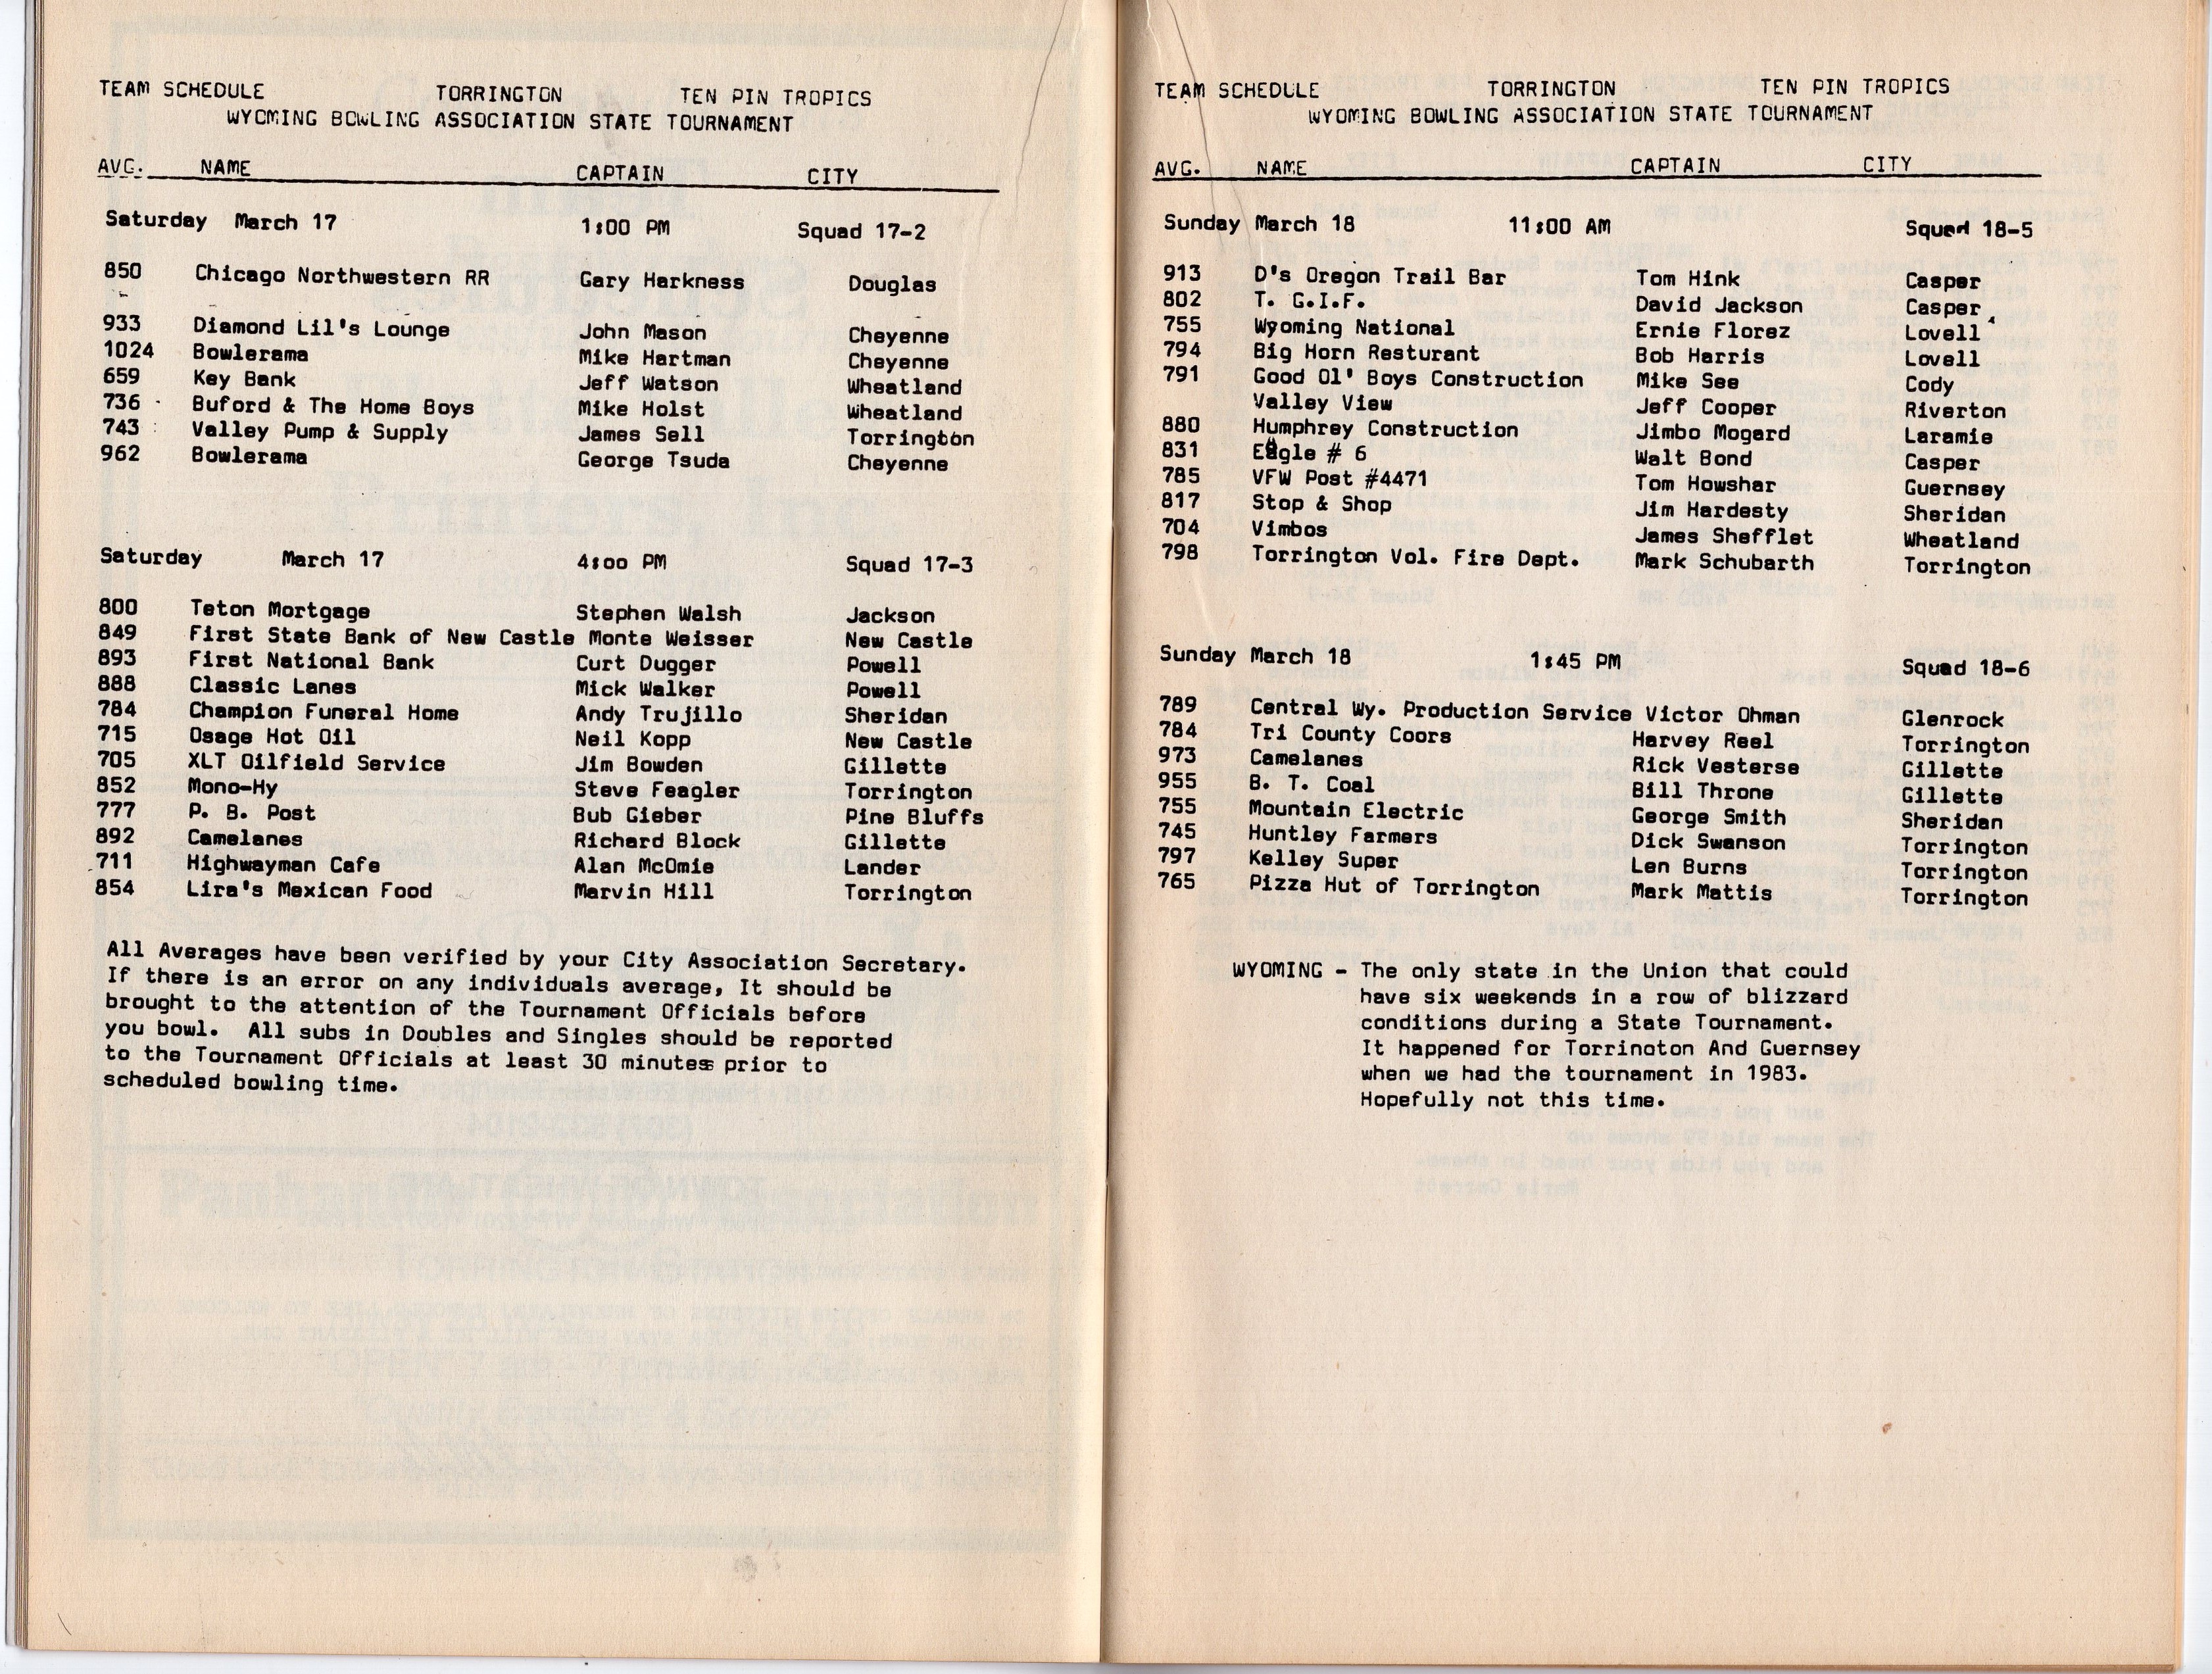 TEAM SCHEDULE TORRINGTON TEN PIN TROPICS
WYOMING BOWLING ASSOCIATION STATE TOURNAMENT
AVG. NAME CAPTAIN CITY
Saturday March 17 1:00 PM Squad 17-2
850 Chicago Northwestern RR Gary Harkness Douglas
933 Diamond Lil's Lounge John Mason Cheyenne
1024 Bowlerama Mike Hartman Cheyenne
659 Key Bank Jeff Watson Wheatland
736 Buford & The Home Boys Mike Holst Wheatland
743 Valley Pump & Supply James Sell Torrington
962 Bowlerama George Tsuda Cheyenne
Saturday March 17 4:oo PM Squad 17-3
800 Teton Mortgage Stephen Walsh Jackson
849 First State Bank of New Castle Monte Weisser New Castle
893 First National Bank Curt Dugger Powell
888 Classic Lanes Mick Walker Powell
784 Champion Funeral Home Andy Trujillo Sheridan
715 Osage Hot Oil Neil Kopp New Castle
705 XLT Oilfield Service Jim Bowden Gillette
852 Mono-Hy Steve Feagler Torrington
777 P. B. Post Bub Gieber Pine Bluffs
892 Camelanes Richard Block Gillette
711 Highwayman Cafe Alan McOmie Lander
854 Lira's Mexican Food Marvin Hill Torrington
All Averages have been verified by your City Association Secretary.
If there is an error on any individuals average, It should be
brought to the attention of the Tournament Officials before
you bowl. All subs in Doubles and Singles should be reported
to the Tournament Officials at least 30 minutes prior to
scheduled bowling time.
TEAM SCHEDULE TORRINGTON TEN PIN TROPICS
WYOMING BOWLING ASSOCIATION STATE TOURNAMENT
AVG. NAME CAPTAIN CITY
Sunday March 18 11:00 AM Squad 18-5
913 D's Oregon Trail Bar Tom Hink Casper
802 T. G.I.F. David Jackson Casper
755 Wyoming National Ernie Florez Lovell
794 Big Horn Resturant Bob Harris Lovell
791 Good Ol' Boys Construction Mike See Cody
Valley View Jeff Cooper Riverton
880 Humphrey Construction Jimbo Mogard Laramie
831 Eagle # 6 Walt Bond Casper
785 VFW Post #4471 Tom Howshar Guernsey
817 Stop & Shop Jim Hardesty Sheridan
704 Vimbos James Shefflet Wheatland
798 Torrington Vol. Fire Dept. Mark Schubarth Torrington
Sunday March 18 1:45 PM Squad 18-6
789 Central Wy. Production Service Victor Ohman Glenrock
784 Tri County Coors Harvey Reel Torrington
973 Camelanes Rick Vesterse Gillette
955 B. T. Coal Bill Throne Gillette
755 Mountain Electric George Smith Sheridan
745 Huntley Farmers Dick Swanson Torrington
797 Kelley Super Len Burns Torrington
765 Pizza Hut of Torrington Mark Mattis Torrington
WYOMING - The only state in the Union that could
have six weekends in a row of blizzard
conditions during a State Tournament.
It happened for Torrinoton And Guernsey
when we had the tournament in 1983.
Hopefully not this time.